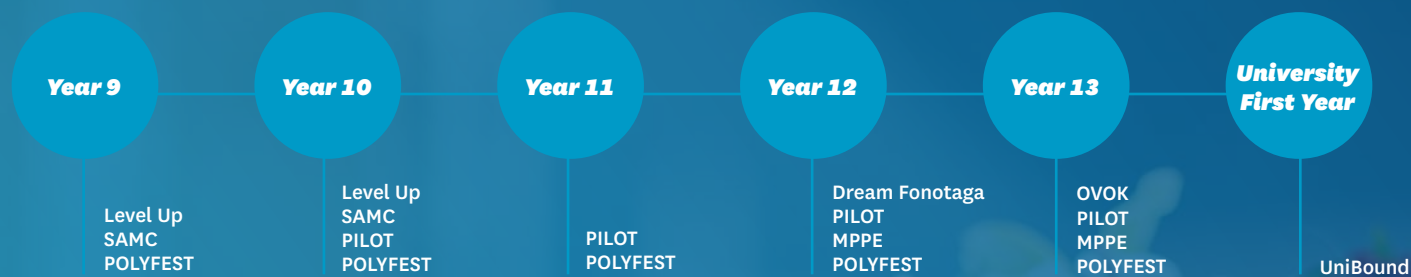 Year 9
Year 10
Year 11
Year 12
Year 13
University
First Year
Level Up
SAMC
POLYFEST
Level Up
SAMC
PILOT
POLYFEST
PILOT
POLYFEST
Dream Fonotaga
PILOT
MPPE
POLYFEST
OVOK
PILOT
MPPE
POLYFEST
UniBound